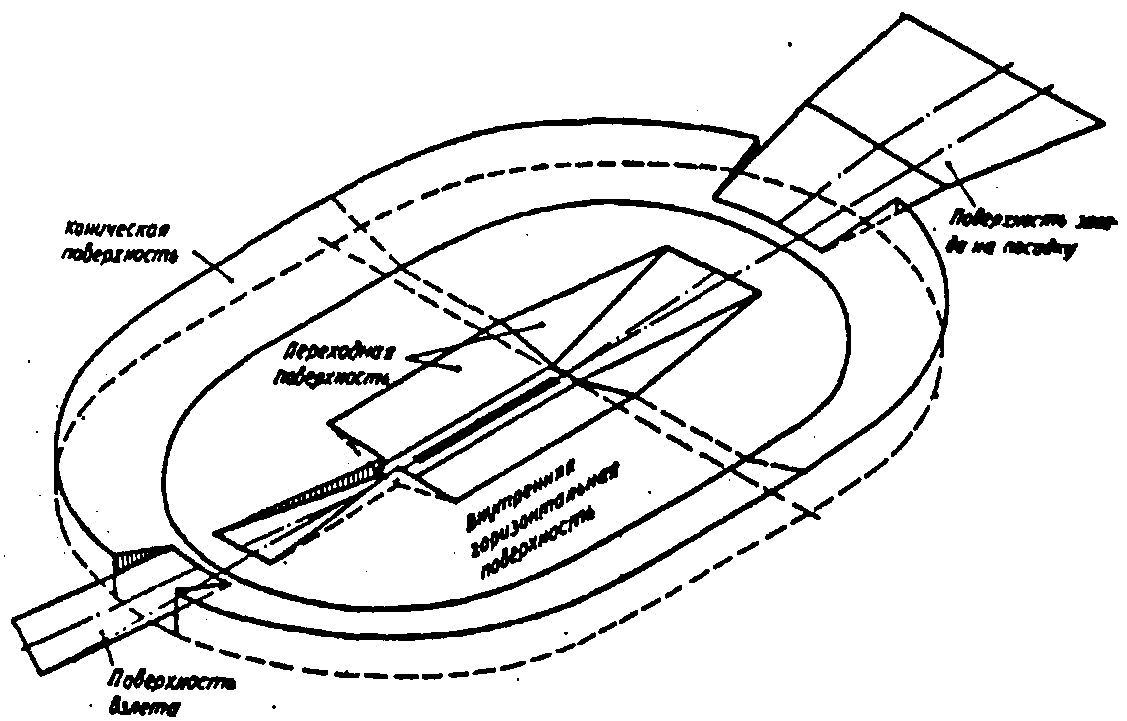 Коническая
поверхность
Поверхность захо-
да на посадку
Переходная
поверхность
Внутренняя
горизонтальная
поверхность
Поверхность
взлета